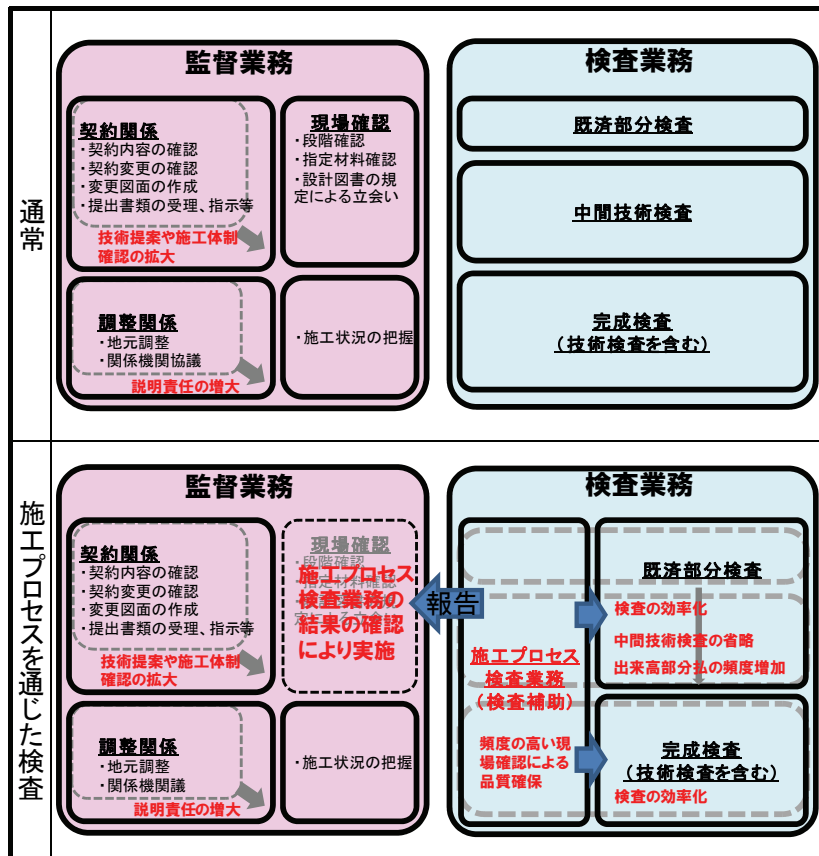 通常
監督業務
契約関係
・契約内容の確認
・契約変更の確認
・変更図面の作成
・提出書類の受理、指示等
技術提案や施工体制
確認の拡大
現場確認
・段階確認
・指定材料確認
・設計図書の規
定による立会い
調整関係
・地元調整
・関係機関協議
説明責任の増大
・施工状況の把握
検査業務
既済部分検査
中間技術検査
完成検査
(技術検査を含む)
施工プロセスを通じた検査
監督業務
契約関係
・契約内容の確認
・契約変更の確認
・変更図面の作成
・提出書類の受理、指示等
技術提案や施工体制
確認の拡大
現場確認
・段階確認
・指定材料確認
定による立会い
施工プロセス
検査業務の
結果の確認
により実施
調整関係
・地元調整
・関係機関議
説明責任の増大
・施工状況の把握
報告
検査業務
施工プロセス
検査業務
(検査補助)
頻度の高い現
場確認による
品質確保
既済部分検査
検査の効率化
中間技術検査の省略
出来高部分払の頻度増加
完成検査
(技術検査を含む)
検査の効率化